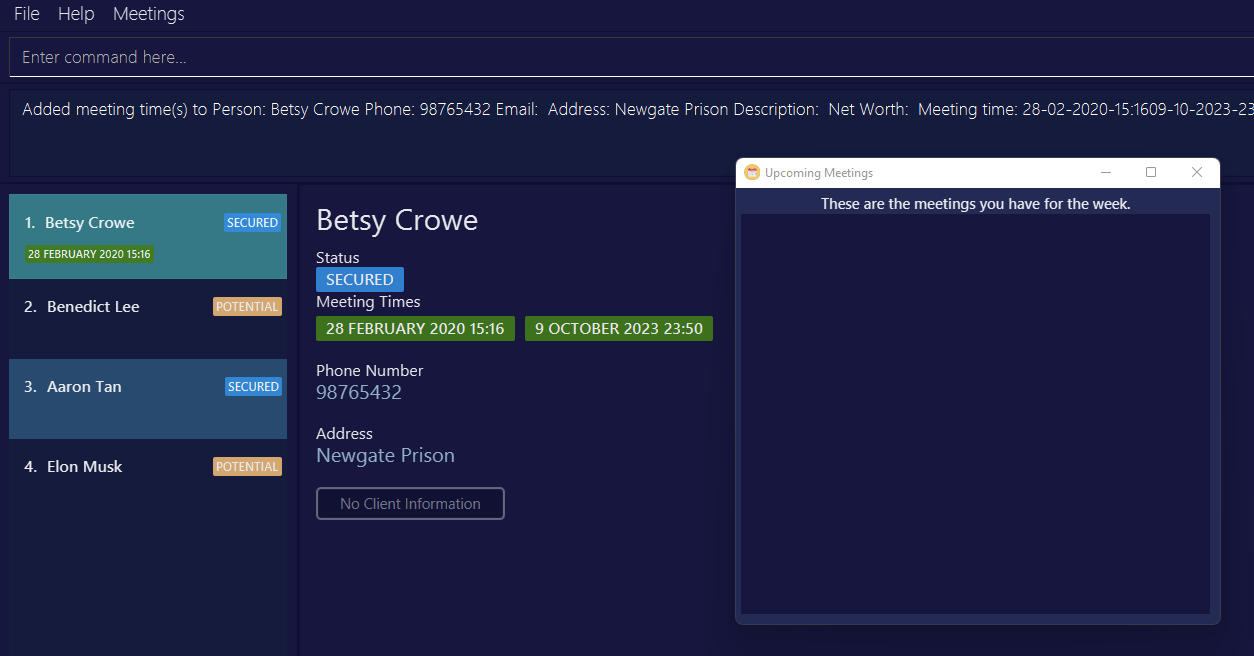 File Help Meetings
Enter command here...
Added meeting time(s) to Person: Betsy Crowe Phone: 98765432 Email: Address: Newgate Prison Description: Net Worth: Meeting time: 28-02-2020-15:1609-10-2023-23
Upcoming Meetings
These are the meetings you have for the week.
1. Betsy Crowe SECURED
28 FEBRUARY 2020 15:16
2. Benedict Lee POTENTIAL
3. Aaron Tan SECURED
4. Elon Musk POTENTIAL
Betsy Crowe
Status
SECURED
Meeting Times
28 FEBRUARY 2020 15:16 9 OCTOBER 2023 23:50
Phone Number
98765432
Address
Newgate Prison
No Client Information